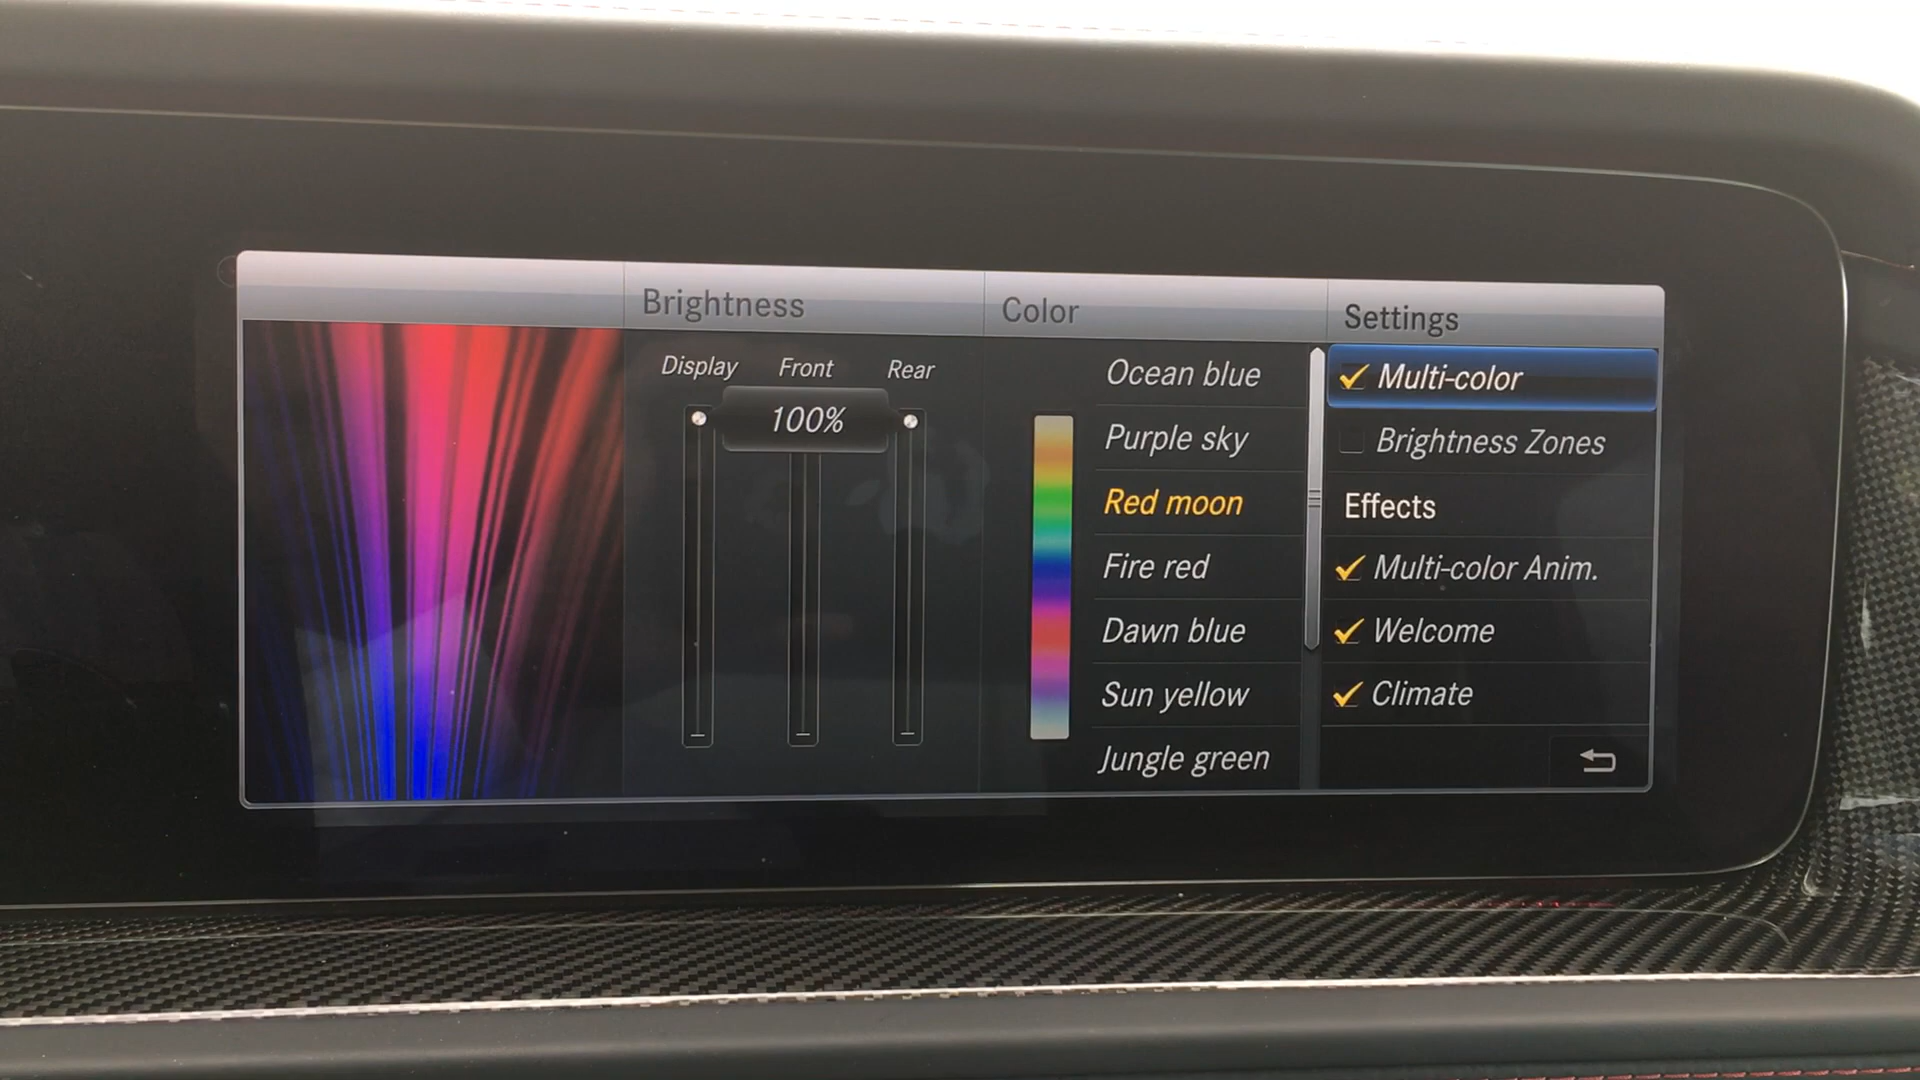 Brightness
Display Front Rear
100%
Color
Ocean blue
Purple sky
Red moon
Fire red
Dawn blue
Sun yellow
Jungle green
Settings
Multi-color
Brightness Zones
Effects
Multi-color Anim.
Welcome
Climate